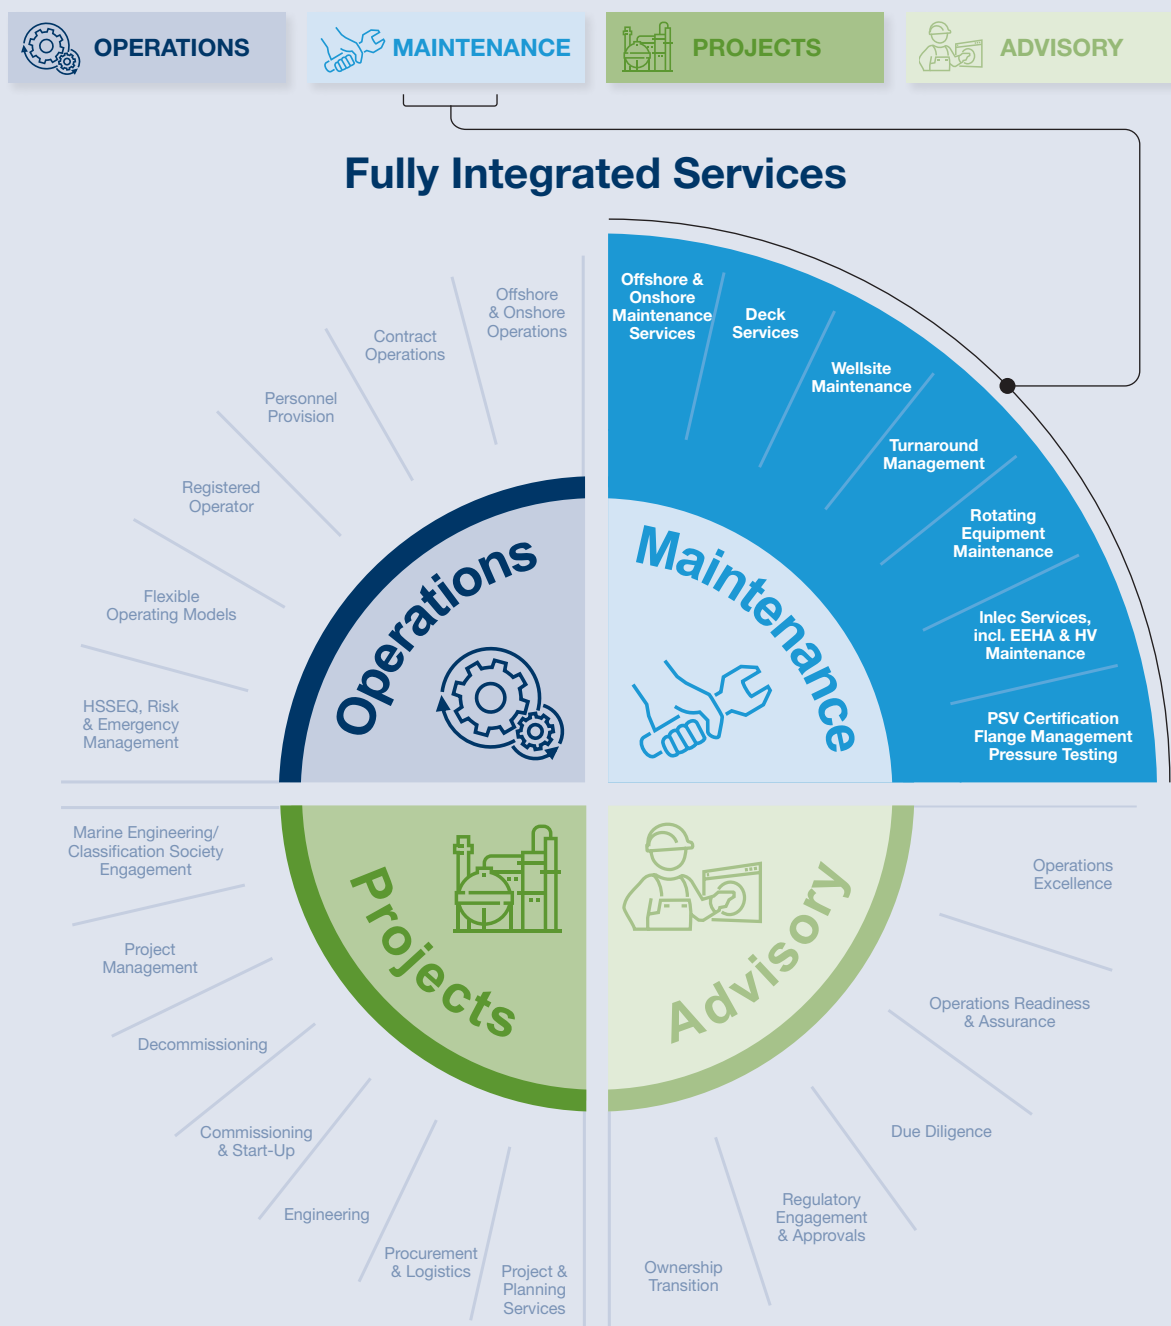 OPERATIONS
MAINTENANCE
PROJECTS
ADVISORY
Fully Integrated Services
Offshore
& Onshore
Operations
Contract
Operations
Personnel
Provision
Registered
Operator
Flexible
Operating Models
HSSEQ, Risk
& Emergency
Management
Operations
Offshore &
Onshore
Maintenance
Services
Deck
Services
Wellsite
Maintenance
Turnaround
Management
Rotating
Equipment
Maintenance
Inlec Services,
incl. EEHA & HV
Maintenance
PSV Certification
Flange Management
Pressure Testing
Maintenance
Marine Engineering/
Classification Society
Engagement
Project
Management
Decommissioning
Commissioning
& Start-Up
Engineering
Procurement
& Logistics
Project &
Planning
Services
Projects
Operations
Excellence
Operations Readiness
& Assurance
Due Diligence
Regulatory
Engagement
& Approvals
Ownership
Transition
Advisory